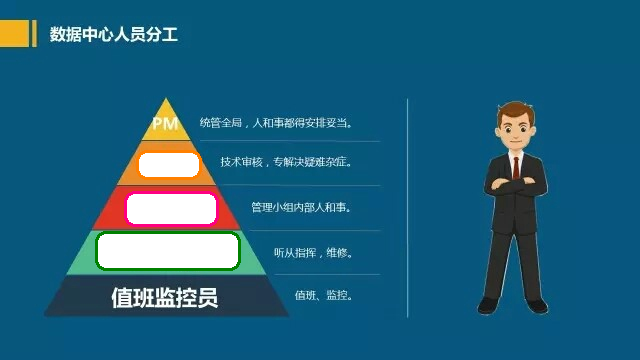 数据中心人员分工
PM
统管全局，人和事都得安排妥当。
技术审核，专解决疑难杂症。
管理小组内部人和事。
听从指挥，维修。
值班监控员
值班、监控。